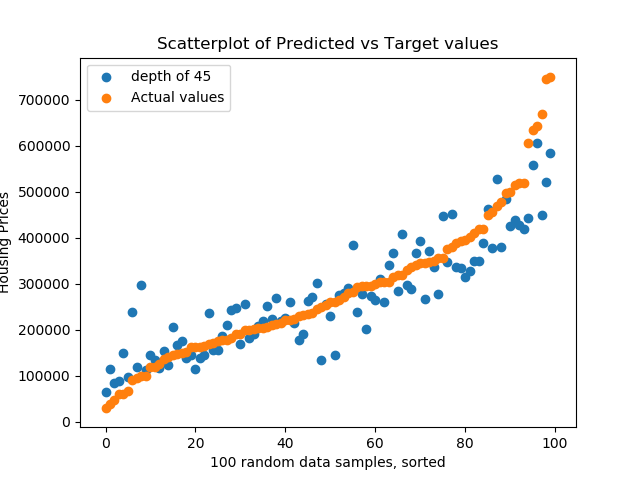 Scatterplot of Predicted vs Target values
depth of 45
Actual values
700000
600000
500000
400000
300000
200000
100000
0
Housing Prices
0 20 40 60 80 100
100 random data samples, sorted